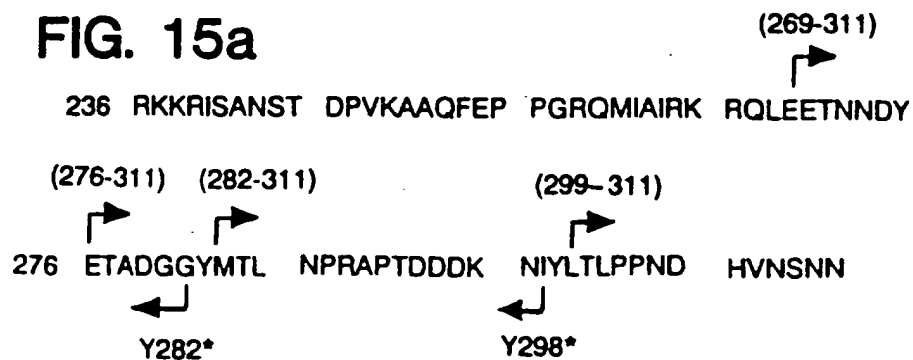 FIG. 15a
(269-311)
236 RKKRISANST DPVKAAQFEP PGRQMIAIRK RQLEETNNDY
(276-311) (282-311) (299-311)
276 ETADGGYMTL NPRAPTDDDK NIYLTLPPND HVNSNN
Y282* Y298*